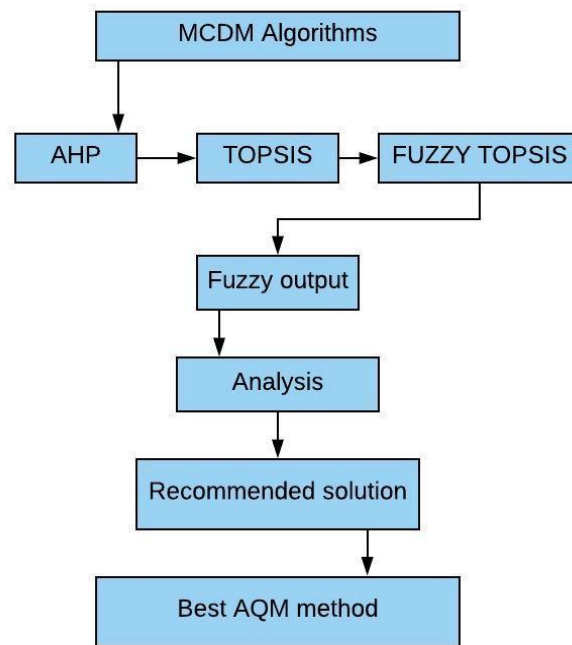 MCDM Algorithms
AHP
TOPSIS
FUZZY TOPSIS
Fuzzy output
Analysis
Recommended solution
Best AQM method